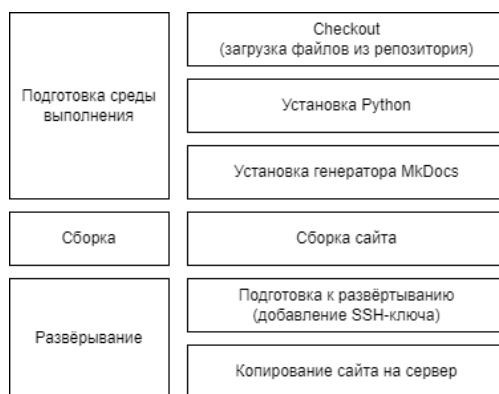 Подготовка среды
выполнения
Checkout
(загрузка файлов из репозитория)
Установка Python
Установка генератора MkDocs
Сборка
Сборка сайта
Развёрывание
Подготовка к развёртыванию
(добавление SSH-ключа)
Копирование сайта на сервер